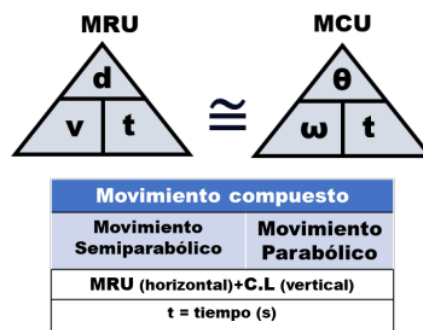 MRU
MCU
d
v
t
≅
θ
ω
t
Movimiento compuesto
Movimiento Semiparabólico
Movimiento Parabólico
MRU (horizontal)+C.L (vertical)
t = tiempo (s)